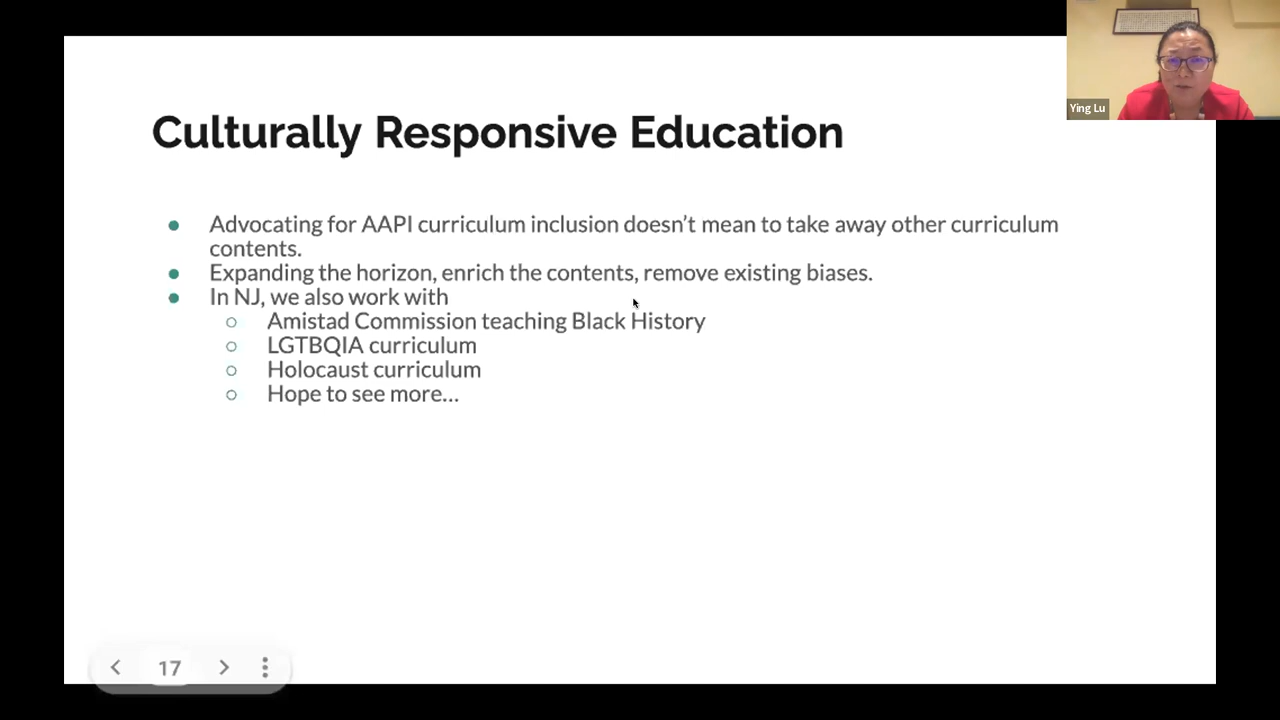 Culturally Responsive Education
● Advocating for AAPI curriculum inclusion doesn’t mean to take away other curriculum
contents.
● Expanding the horizon, enrich the contents, remove existing biases.
● In NJ, we also work with
○ Amistad Commission teaching Black History
○ LGTBQIA curriculum
○ Holocaust curriculum
○ Hope to see more...
Ying Lu
17